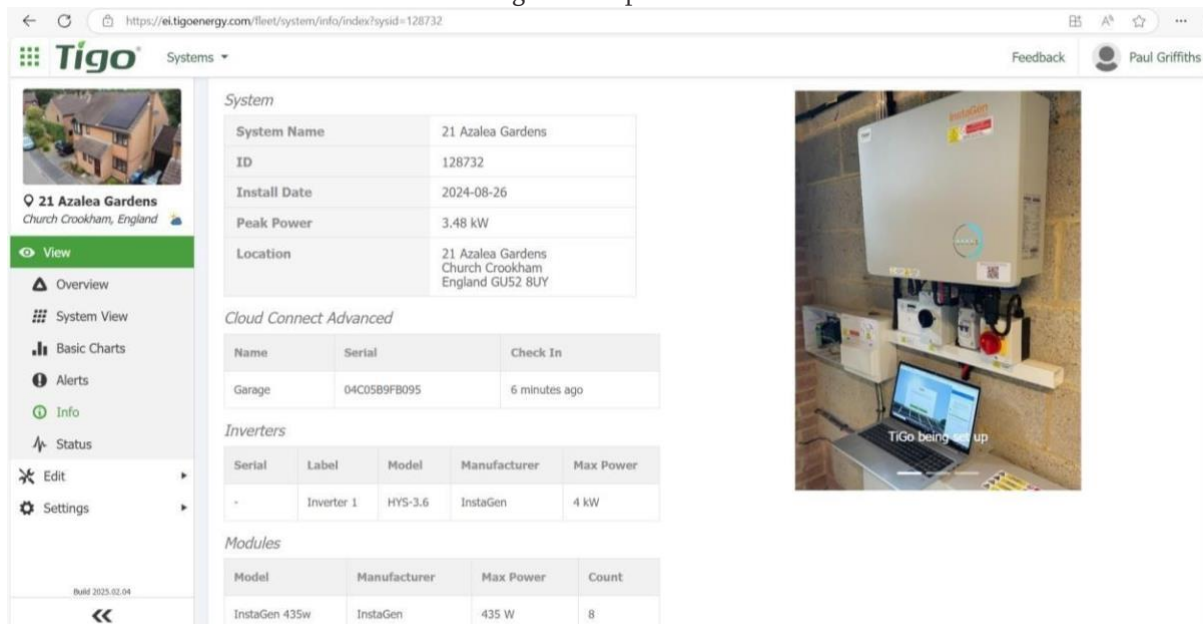 https://ei.tigoenergy.com/fleet/system/info/index?sysid=128732
Tigo
Systems
Feedback
Paul Griffiths
21 Azalea Gardens
Church Crookham, England
View
Overview
System View
Basic Charts
Alerts
Info
Status
Edit
Settings
Build 2025.02.04
System
System Name 21 Azalea Gardens
ID 128732
Install Date 2024-08-26
Peak Power 3.48 kW
Location 21 Azalea Gardens
Church Crookham
England GU52 8UY
Cloud Connect Advanced
Name Serial Check In
Garage 04C05B9FB095 6 minutes ago
Inverters
Serial Label Model Manufacturer Max Power
- Inverter 1 HYS-3.6 InstaGen 4 kW
Modules
Model Manufacturer Max Power Count
InstaGen 435w InstaGen 435 W 8
InstaGen
TiGo being set up